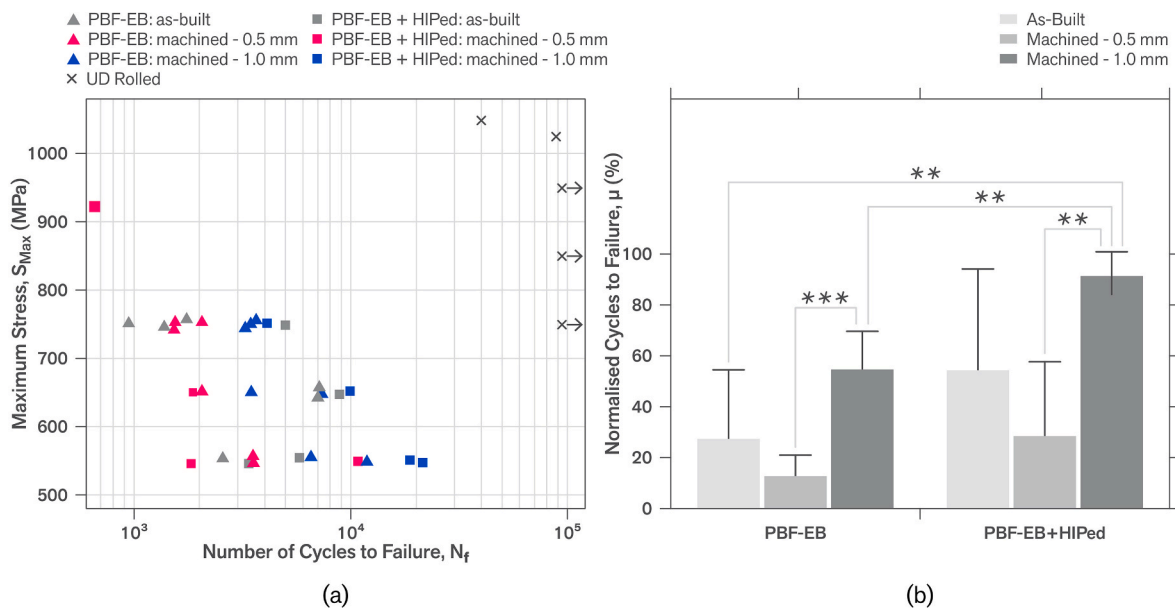 PBF-EB: as-built
PBF-EB + HIPed: as-built
PBF-EB: machined - 0.5 mm
PBF-EB + HIPed: machined - 0.5 mm
PBF-EB: machined - 1.0 mm
PBF-EB + HIPed: machined - 1.0 mm
UD Rolled
Maximum Stress, S_Max (MPa)
1000
900
800
700
600
500
10³
10⁴
10⁵
Number of Cycles to Failure, N_f
(a)
As-Built
Machined - 0.5 mm
Machined - 1.0 mm
Normalised Cycles to Failure, μ (%)
100
80
60
40
20
0
**
**
**
***
PBF-EB
PBF-EB+HIPed
(b)